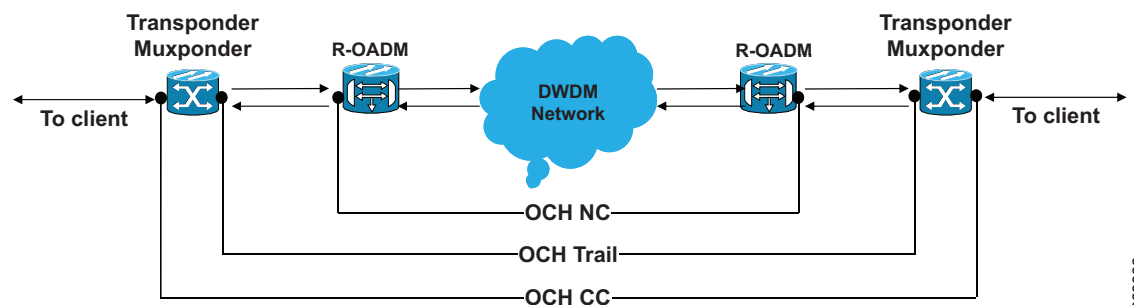 Transponder
Muxponder
R-OADM
DWDM
Network
R-OADM
Transponder
Muxponder
To client
To client
OCH NC
OCH Trail
OCH CC